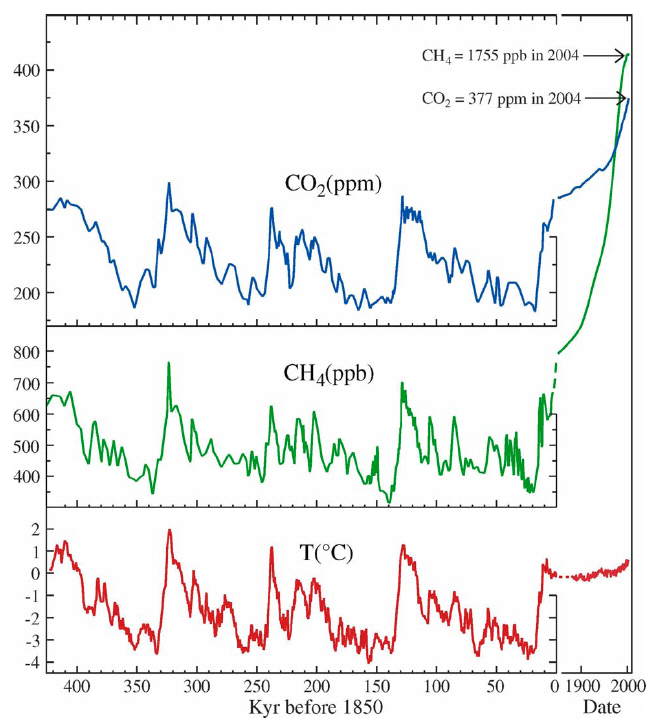 CH4 = 1755 ppb in 2004
400
CO2 = 377 ppm in 2004
350
300
CO2(ppm)
250
200
800
700
CH4(ppb)
600
500
400
2
1
T(°C)
0
-1
-2
-3
-4
400 350 300 250 200 150 100 50 0 1900 2000
Kyr before 1850 Date